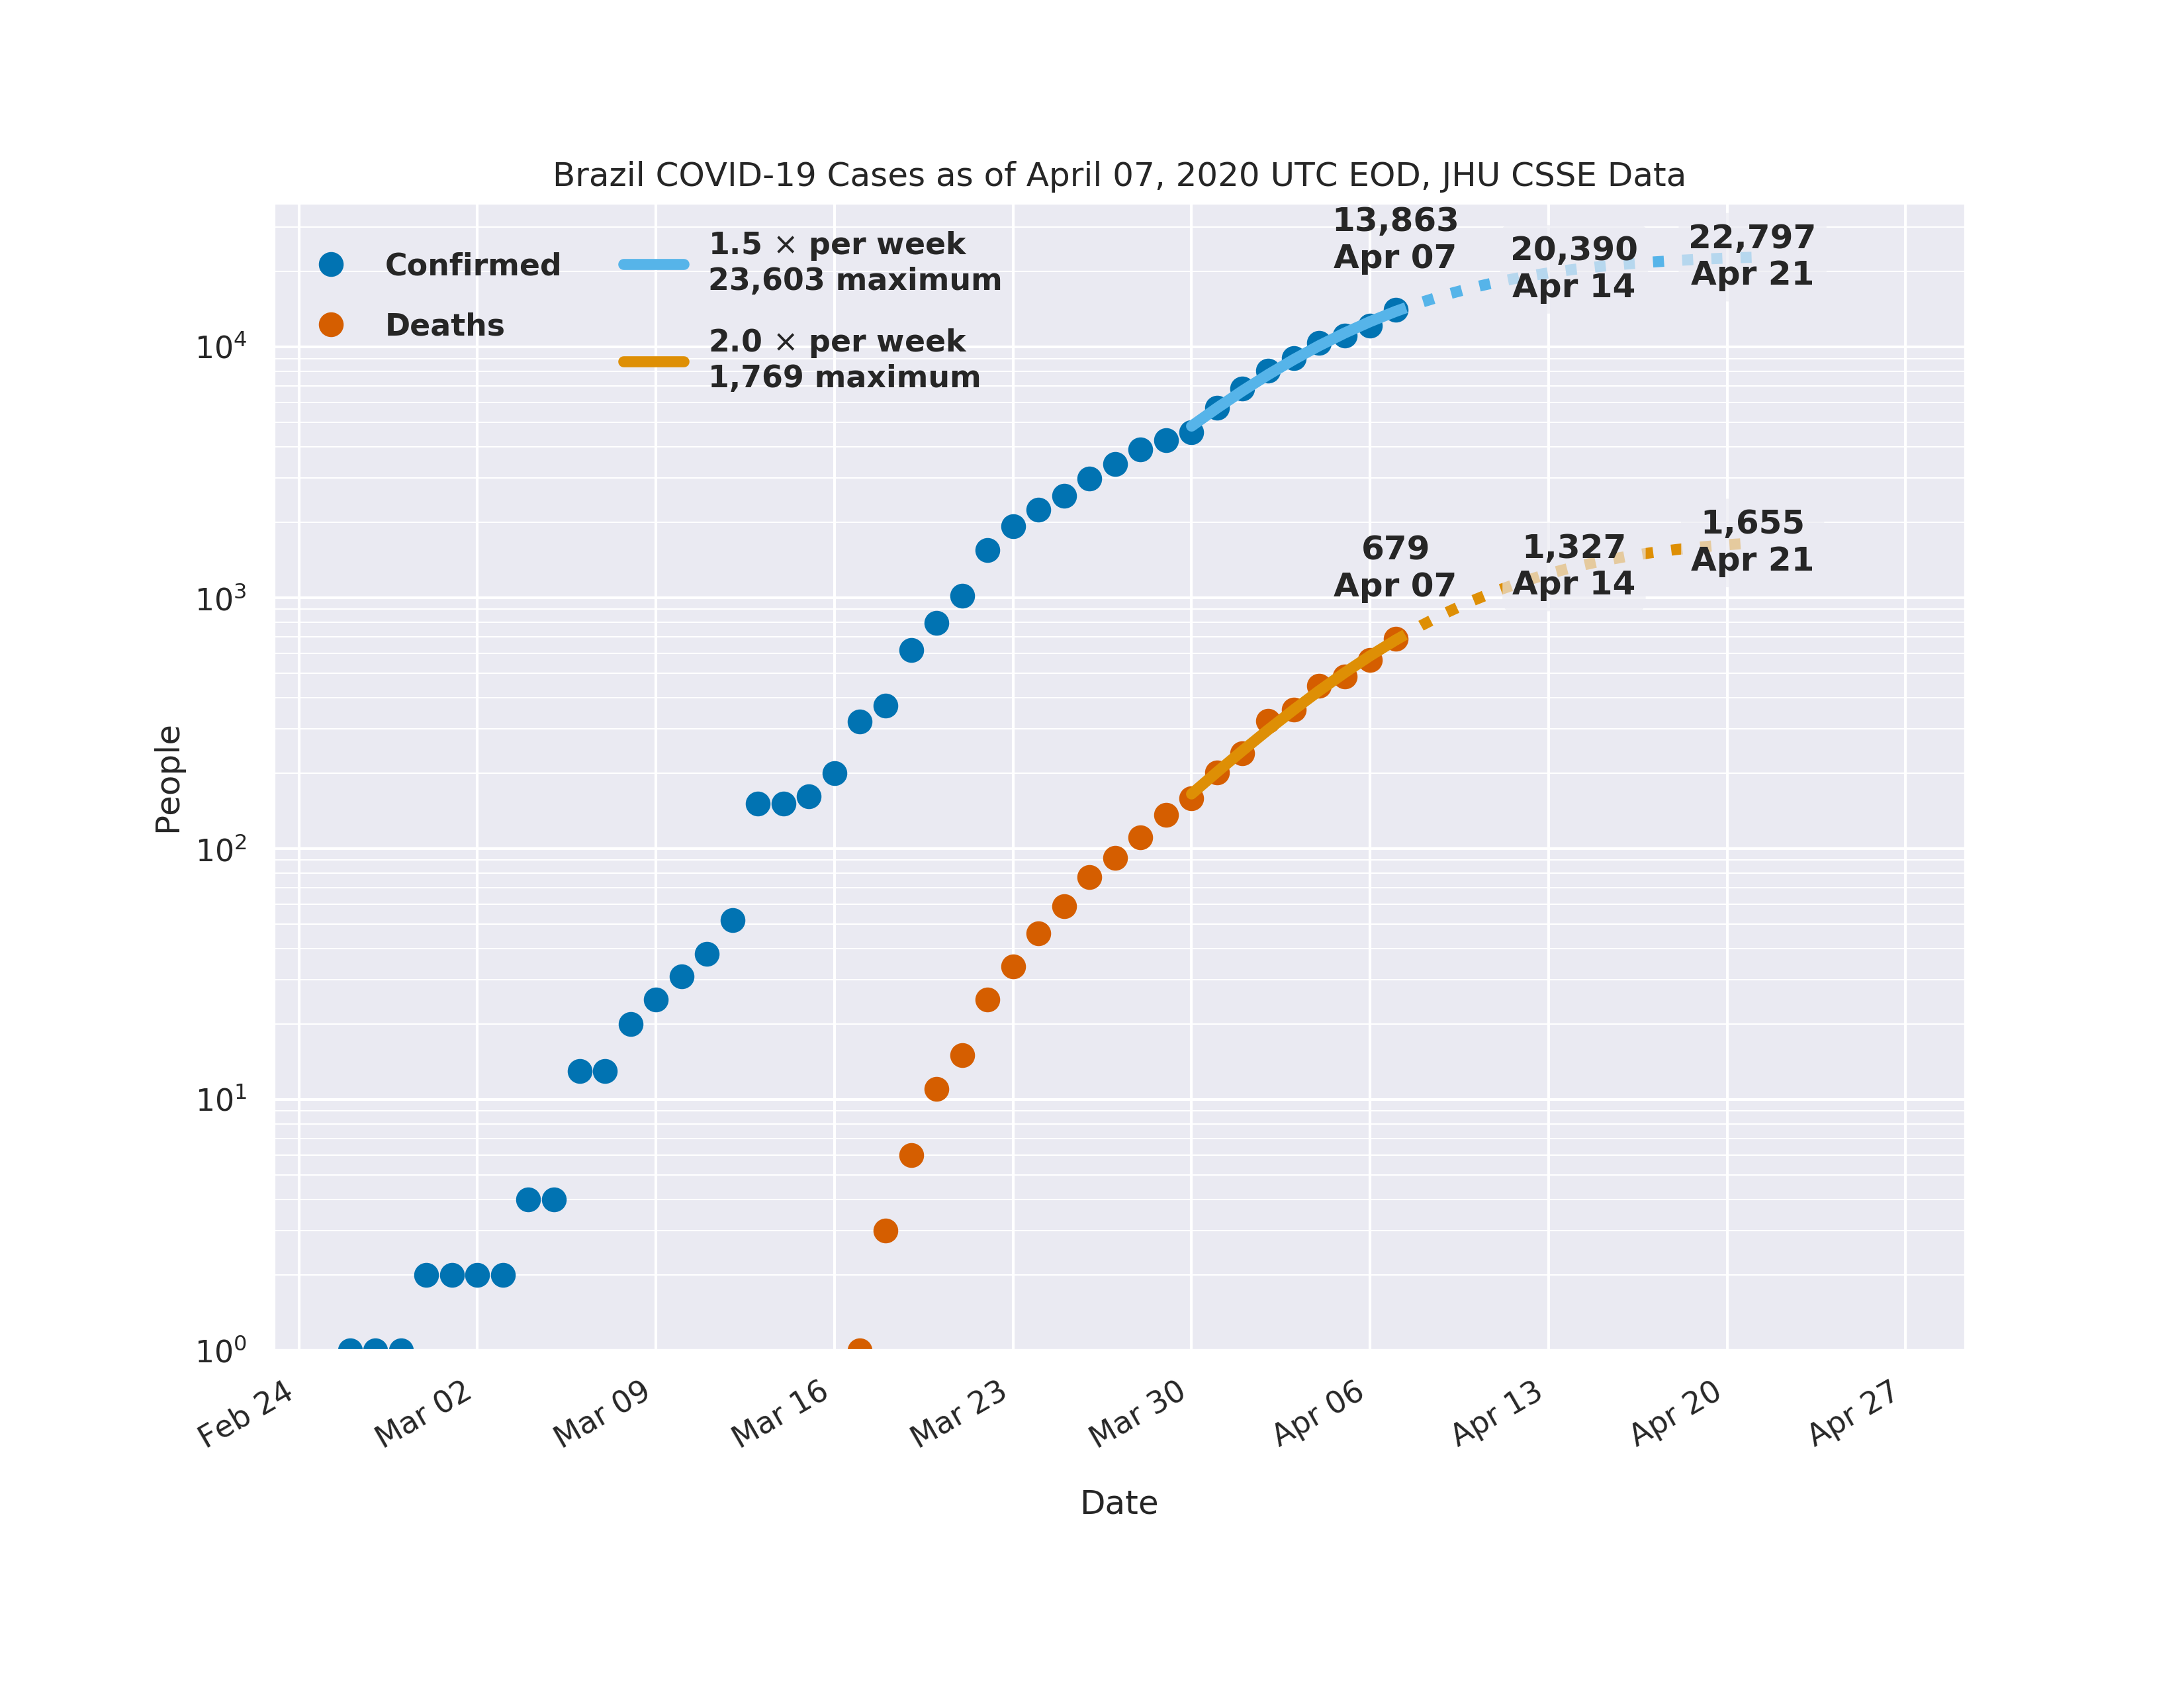 Brazil COVID-19 Cases as of April 07, 2020 UTC EOD, JHU CSSE Data
Confirmed
Deaths
1.5 × per week
23,603 maximum
2.0 × per week
1,769 maximum
13,863
Apr 07
20,390
Apr 14
22,797
Apr 21
679
Apr 07
1,327
Apr 14
1,655
Apr 21
People
10⁴
10³
10²
10¹
10⁰
Feb 24
Mar 02
Mar 09
Mar 16
Mar 23
Mar 30
Apr 06
Apr 13
Apr 20
Apr 27
Date